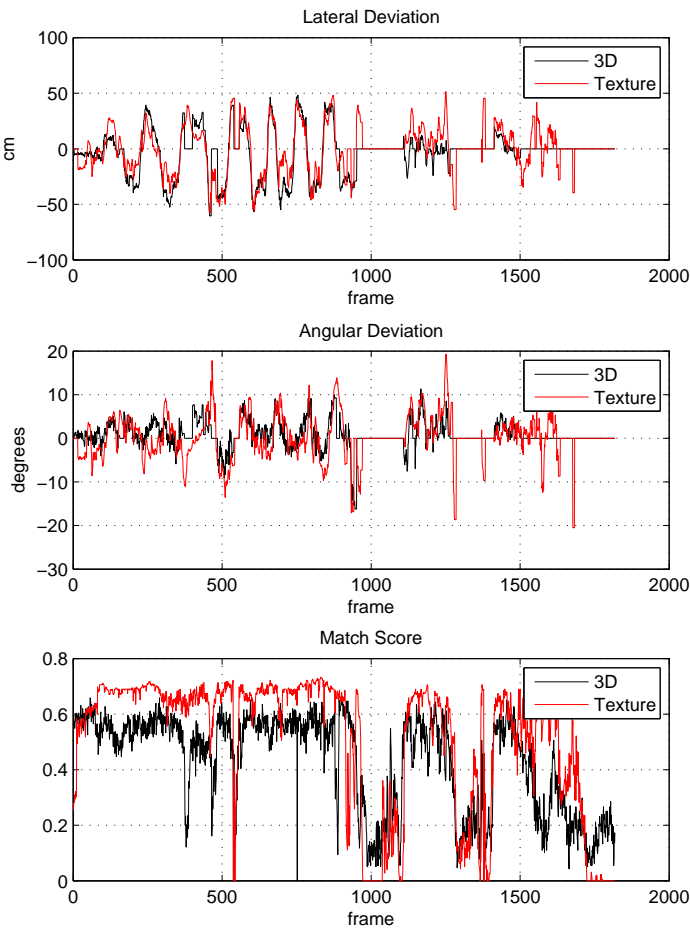 Lateral Deviation
100
50
0
−50
−100
cm
3D
Texture
0
500
1000
1500
2000
frame
Angular Deviation
20
10
0
−10
−20
−30
degrees
3D
Texture
0
500
1000
1500
2000
frame
Match Score
0.8
0.6
0.4
0.2
0
3D
Texture
0
500
1000
1500
2000
frame